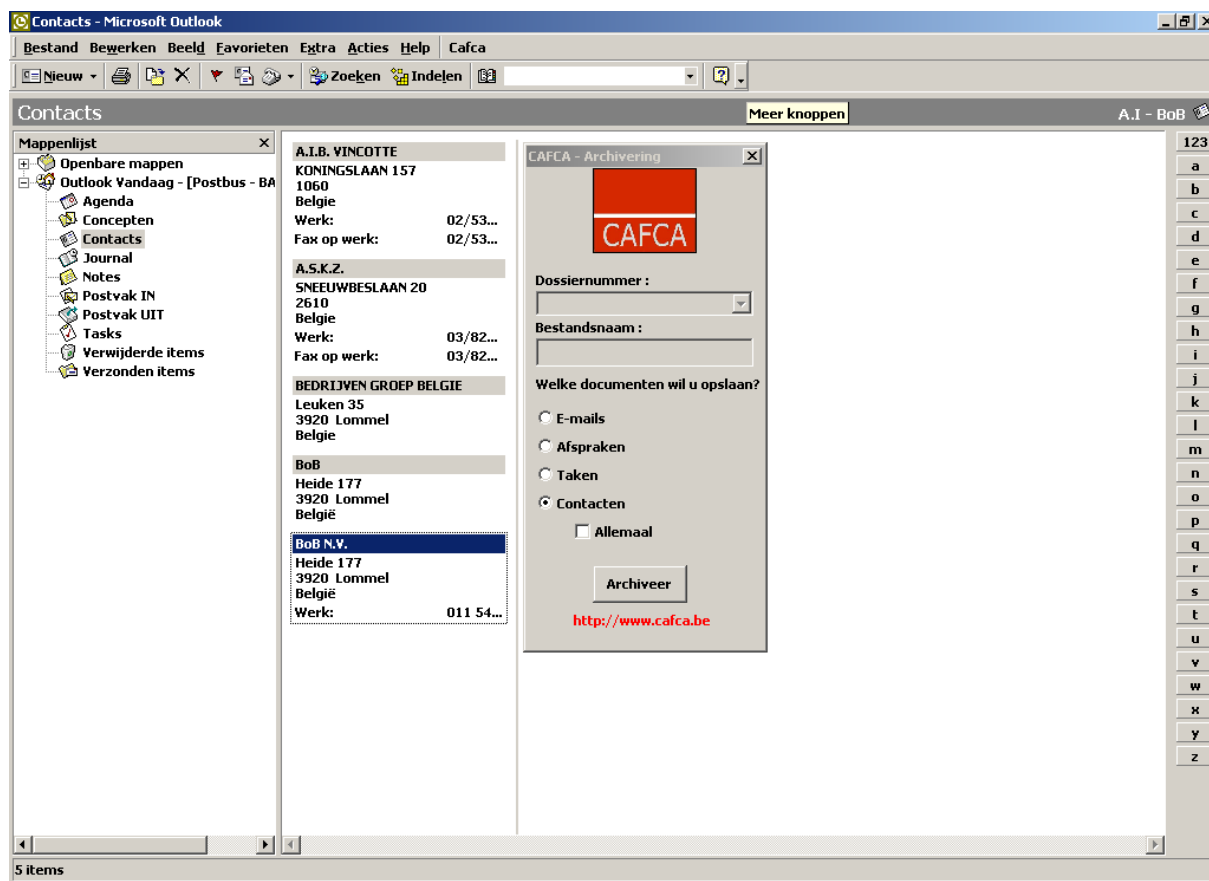 Contacts - Microsoft Outlook
Bestand Bewerken Beeld Favorieten Extra Acties Help Cafca
Nieuw Zoeken Indelen
Contacts
Meer knoppen
A.I - BoB
Mappenlijst
Openbare mappen
Outlook Vandaag - [Postbus - BA
Agenda
Concepten
Contacts
Journal
Notes
Postvak IN
Postvak UIT
Tasks
Verwijderde items
Verzonden items
A.I.B. VINCOTTE
KONINGSLAAN 157
1060
Belgie
Werk: 02/53...
Fax op werk: 02/53...
A.S.K.Z.
SNEEUWBESLAAN 20
2610
Belgie
Werk: 03/82...
Fax op werk: 03/82...
BEDRIJVEN GROEP BELGIE
Leuken 35
3920 Lommel
Belgie
BoB
Heide 177
3920 Lommel
België
BoB N.V.
Heide 177
3920 Lommel
België
Werk: 011 54...
CAFCA - Archivering
CAFCA
Dossiernummer :
Bestandsnaam :
Welke documenten wil u opslaan?
E-mails
Afspraken
Taken
Contacten
Allemaal
Archiveer
http://www.cafca.be
123
a
b
c
d
e
f
g
h
i
j
k
l
m
n
o
p
q
r
s
t
u
v
w
x
y
z
5 items